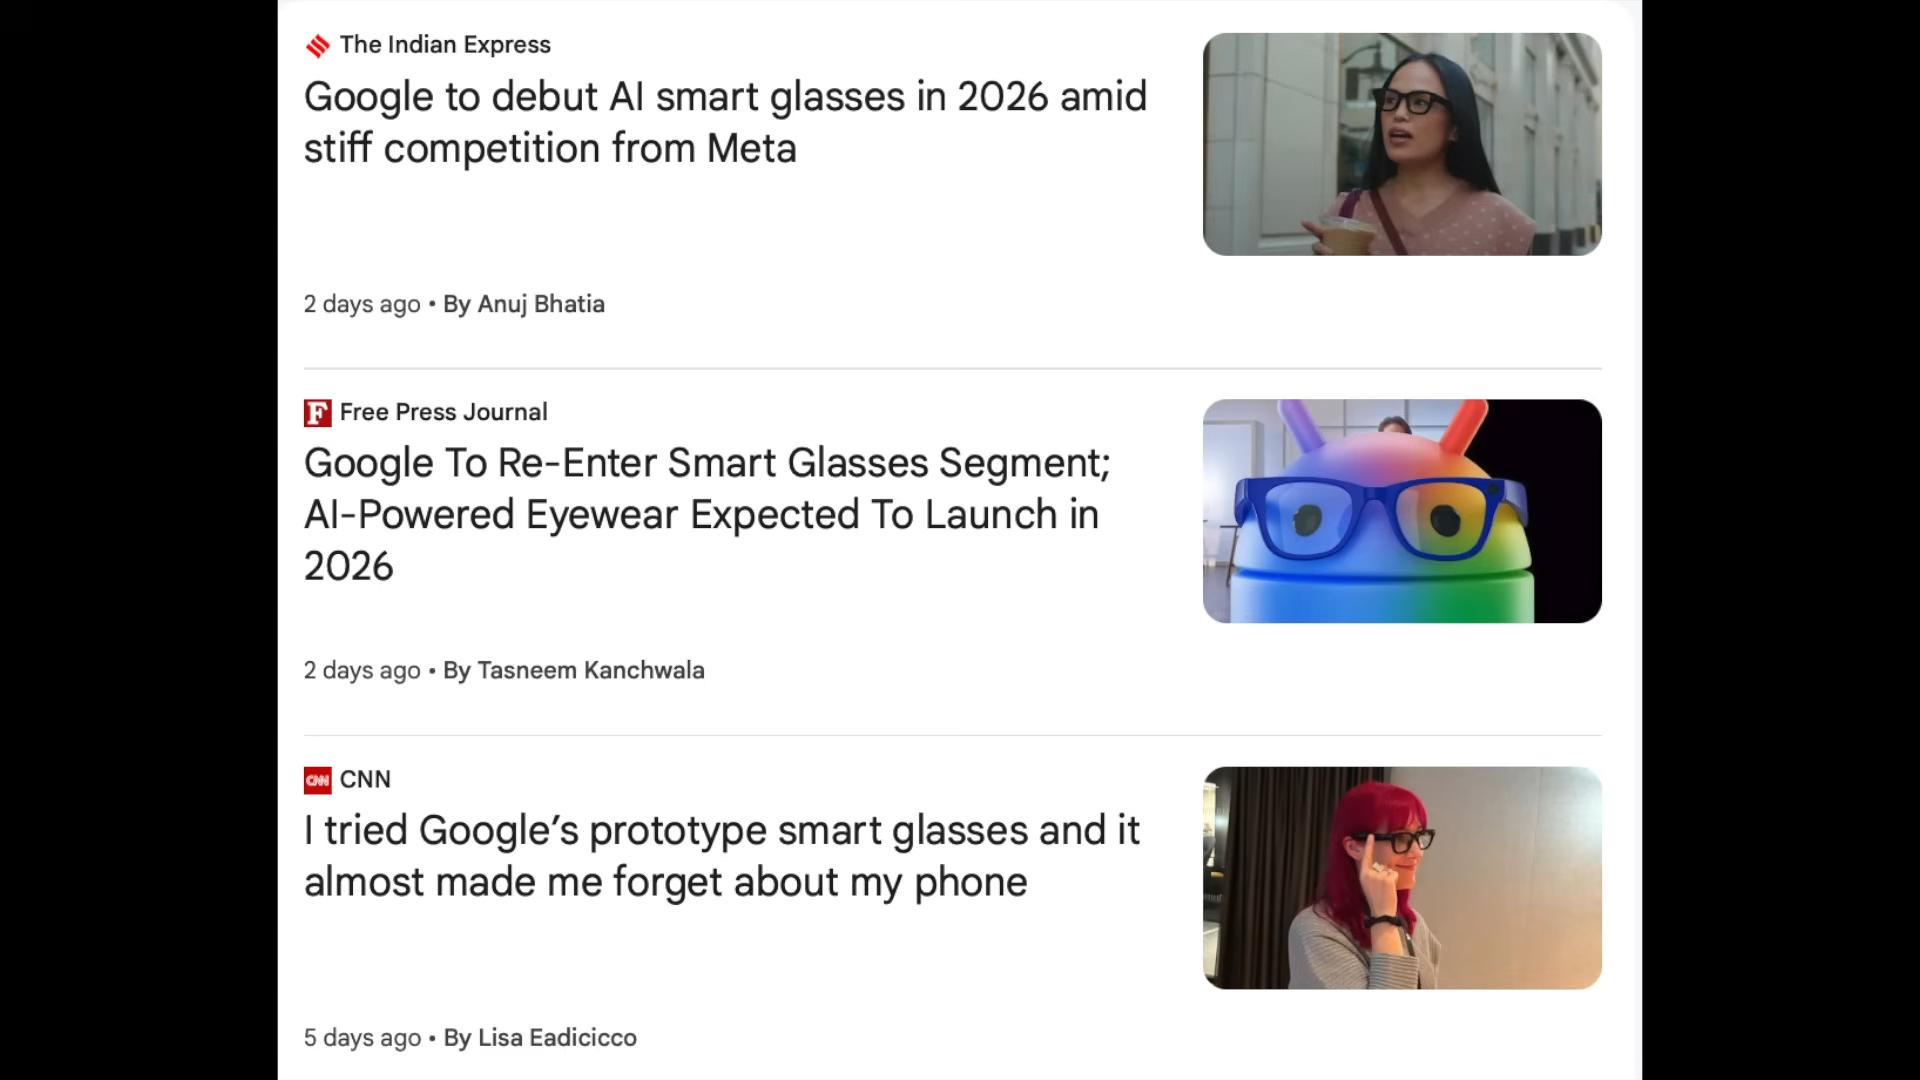 The Indian Express
Google to debut AI smart glasses in 2026 amid
stiff competition from Meta
2 days ago • By Anuj Bhatia
F Free Press Journal
Google To Re-Enter Smart Glasses Segment;
AI-Powered Eyewear Expected To Launch in
2026
2 days ago • By Tasneem Kanchwala
CNN CNN
I tried Google’s prototype smart glasses and it
almost made me forget about my phone
5 days ago • By Lisa Eadicicco